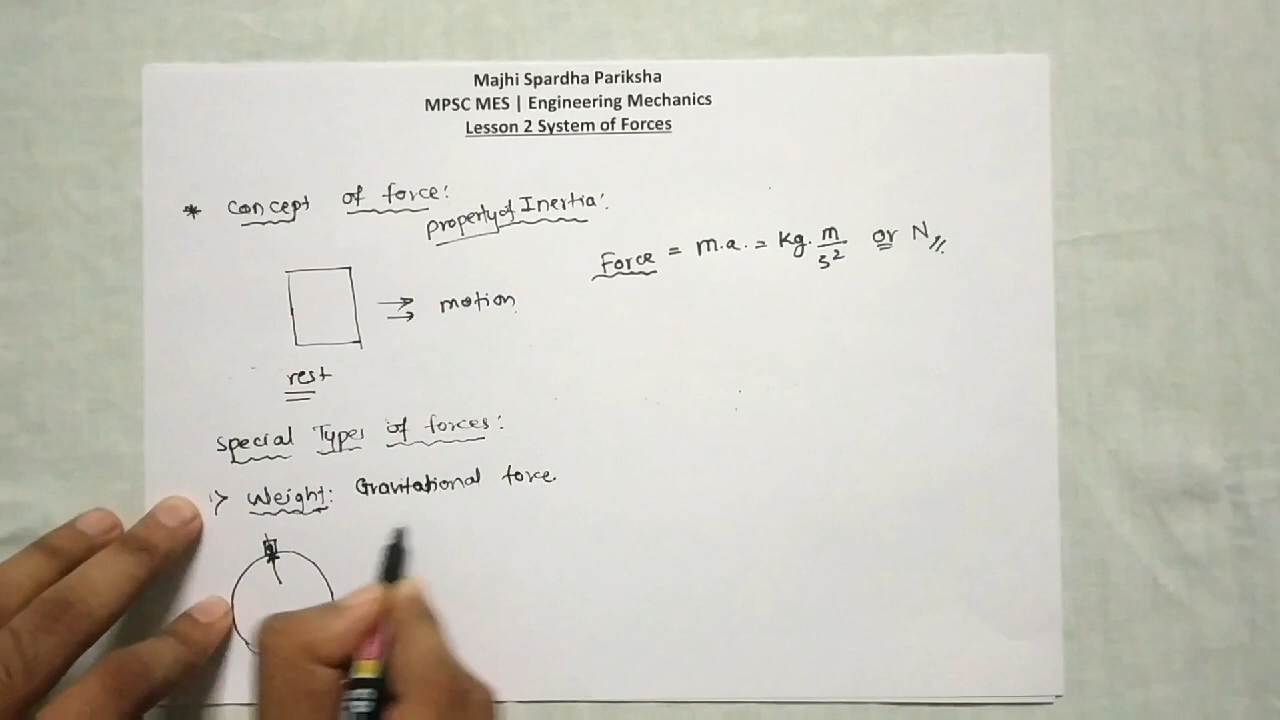 Majhi Spardha Pariksha
MPSC MES | Engineering Mechanics
Lesson 2 System of Forces
* Concept of force:
property of Inertia:
Force = m.a. = kg. m/s² or N
motion
rest
Special Types of forces:
1> Weight: Gravitational force